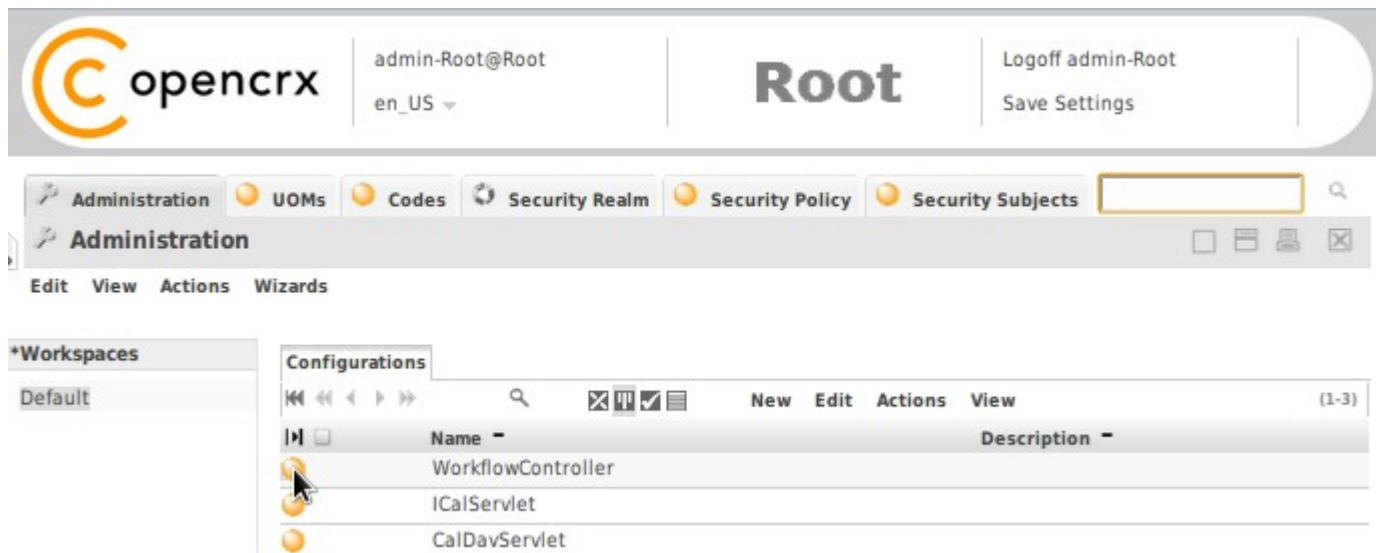 opencrx
admin-Root@Root
en_US
Root
Logoff admin-Root
Save Settings
Administration UOMs Codes Security Realm Security Policy Security Subjects
Administration
Edit View Actions Wizards
*Workspaces
Default
Configurations
New Edit Actions View (1-3)
Name Description
WorkflowController
ICalServlet
CalDavServlet